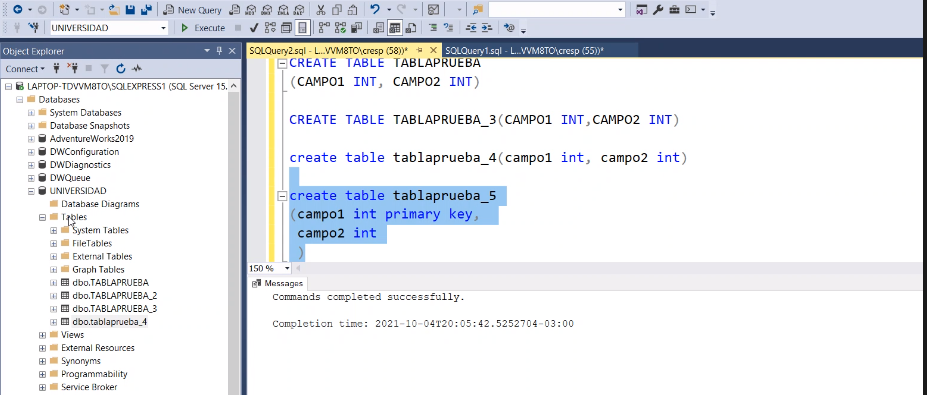 New Query
UNIVERSIDAD
Execute
Object Explorer
Connect
LAPTOP-TDVVM8TO\SQLEXPRESS1 (SQL Server 15.
Databases
System Databases
Database Snapshots
AdventureWorks2019
DWConfiguration
DWDiagnostics
DWQueue
UNIVERSIDAD
Database Diagrams
Tables
System Tables
FileTables
External Tables
Graph Tables
dbo.TABLAPRUEBA
dbo.TABLAPRUEBA_2
dbo.TABLAPRUEBA_3
dbo.tablaprueba_4
Views
External Resources
Synonyms
Programmability
Service Broker
SQLQuery2.sql - L...VVM8TO\cresp (58))*
SQLQuery1.sql - L...VVM8TO\cresp (55))*
CREATE TABLE TABLAPRUEBA
(CAMPO1 INT, CAMPO2 INT)
CREATE TABLE TABLAPRUEBA_3(CAMPO1 INT,CAMPO2 INT)
create table tablaprueba_4(campo1 int, campo2 int)
create table tablaprueba_5
(campo1 int primary key,
campo2 int
)
150 %
Messages
Commands completed successfully.
Completion time: 2021-10-04T20:05:42.5252704-03:00